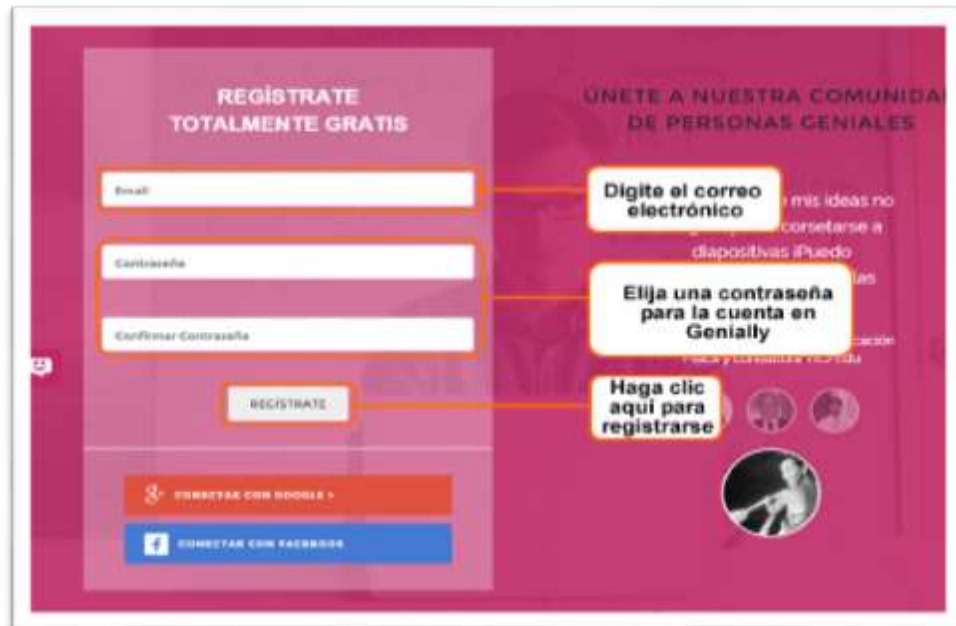 REGÍSTRATE
TOTALMENTE GRATIS
Email
Contraseña
Confirmar Contraseña
REGÍSTRATE
CONECTAR CON GOOGLE +
CONECTAR CON FACEBOOK
ÚNETE A NUESTRA COMUNIDA
DE PERSONAS GENIALES
Digite el correo
electrónico
mis ideas no
corsetarse a
diapositivas ¡Puedo
Elija una contraseña
para la cuenta en
Genially
Haga clic
aquí para
registrarse